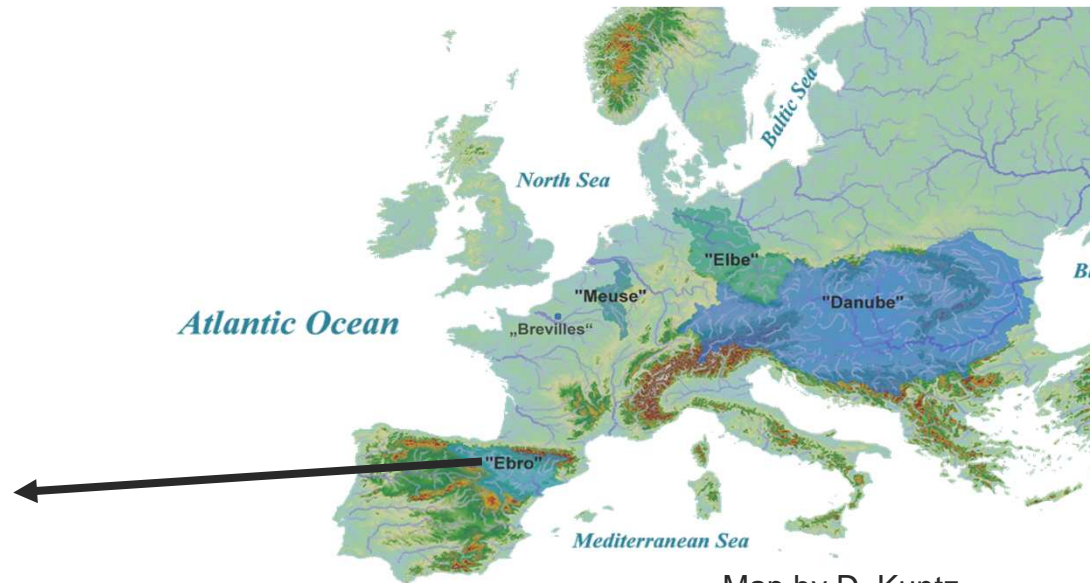 Baltic Sea
North Sea
"Elbe"
"Meuse"
"Danube"
Atlantic Ocean
„Brevilles“
"Ebro"
Mediterranean Sea